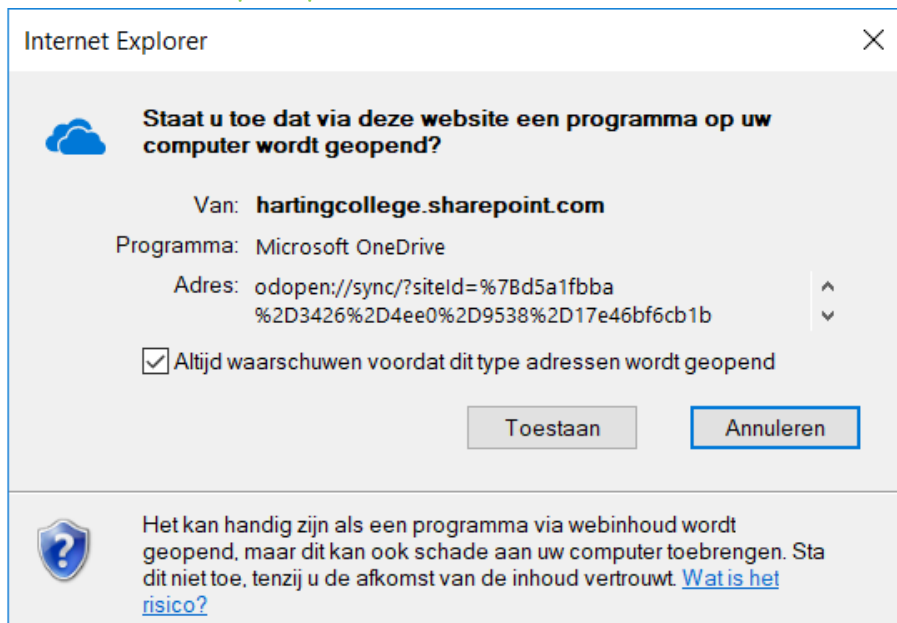 Internet Explorer
Staat u toe dat via deze website een programma op uw
computer wordt geopend?
Van: hartingcollege.sharepoint.com
Programma: Microsoft OneDrive
Adres: odopen://sync/?siteId=%7Bd5a1fbba
%2D3426%2D4ee0%2D9538%2D17e46bf6cb1b
Altijd waarschuwen voordat dit type adressen wordt geopend
Toestaan Annuleren
Het kan handig zijn als een programma via webinhoud wordt
geopend, maar dit kan ook schade aan uw computer toebrengen. Sta
dit niet toe, tenzij u de afkomst van de inhoud vertrouwt. Wat is het
risico?